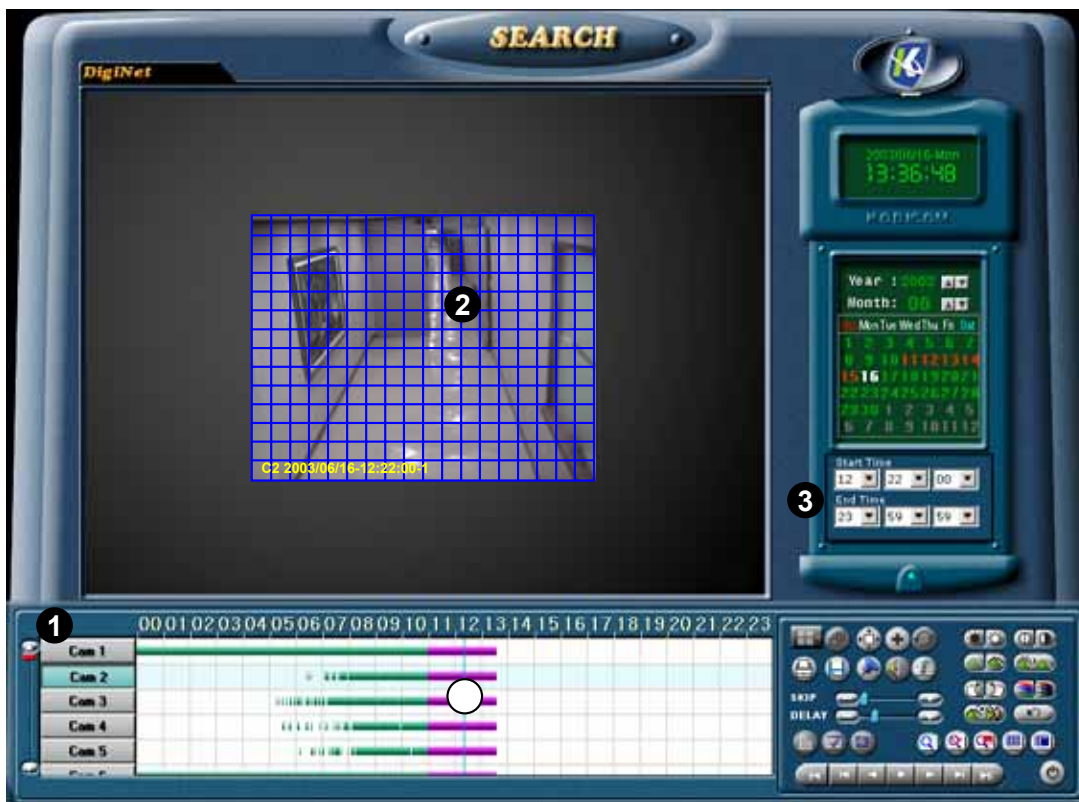 SEARCH
DigiNet
2003/06/16-Mon
13:36:48
KODICOM
Year : 2003
Month: 06
Mon Tue Wed Thu Fri Sat
1 2 3 4 5 6 7
8 9 10 11 12 13 14
15 16 17 18 19 20 21
22 23 24 25 26 27 28
29 30 1 2 3 4 5
6 7 8 9 10 11 12
2
C2 2003/06/16-12:22:00-1
Start Time
12 22 00
3
End Time
23 59 59
1
00 01 02 03 04 05 06 07 08 09 10 11 12 13 14 15 16 17 18 19 20 21 22 23
Cam 1
Cam 2
Cam 3
Cam 4
Cam 5
SKIP
DELAY